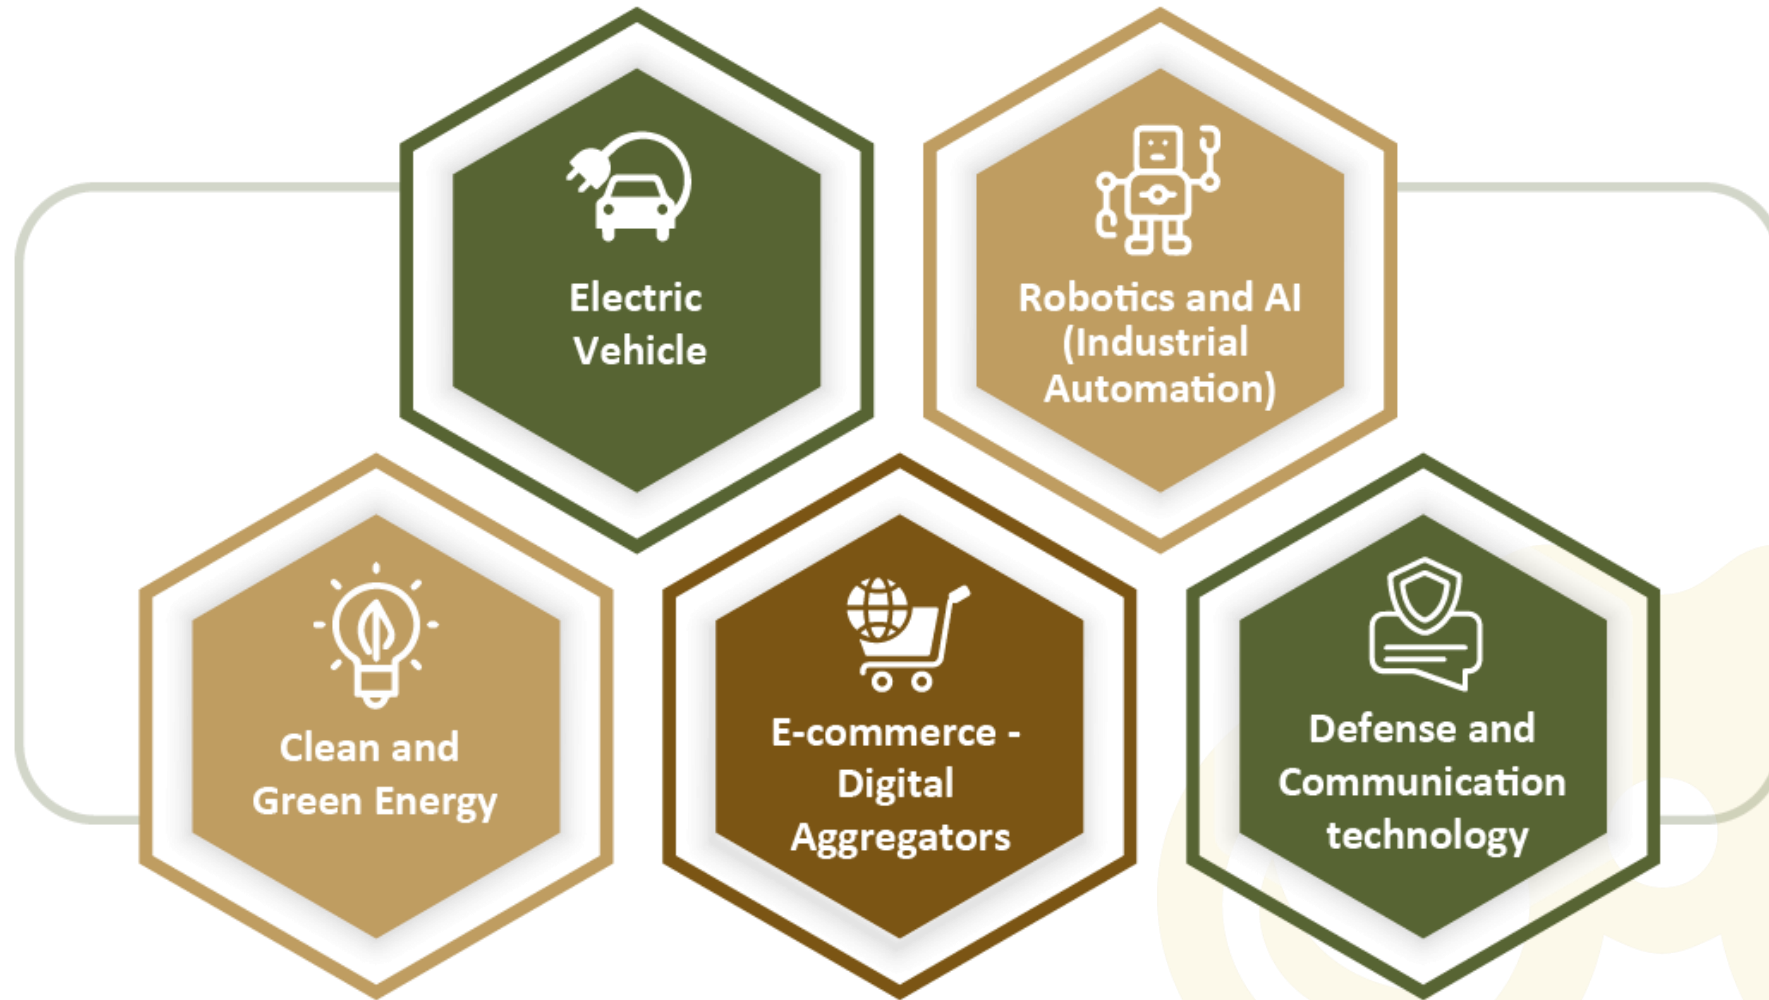 Electric
Vehicle
Robotics and AI
(Industrial
Automation)
Clean and
Green Energy
E-commerce -
Digital
Aggregators
Defense and
Communication
technology